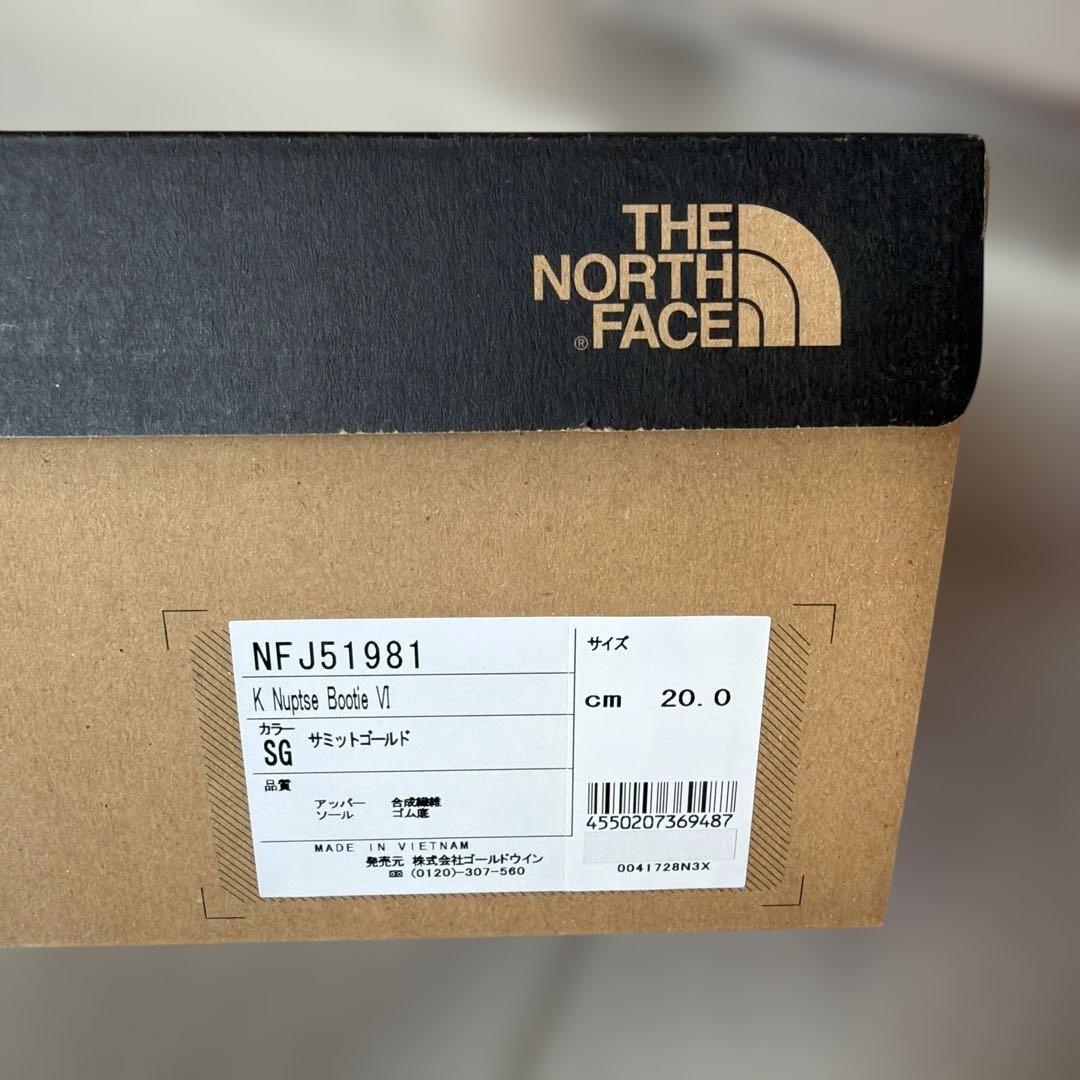 THE
NORTH
® FACE
NFJ51981
K Nuptse Bootie Ⅵ
カラー
SG サミットゴールド
品質
アッパー 合成繊維
ソール ゴム底
MADE IN VIETNAM
発売元 株式会社ゴールドウイン
(0120)-307-560
サイズ
cm 20.0
4550207369487
0041728N3X